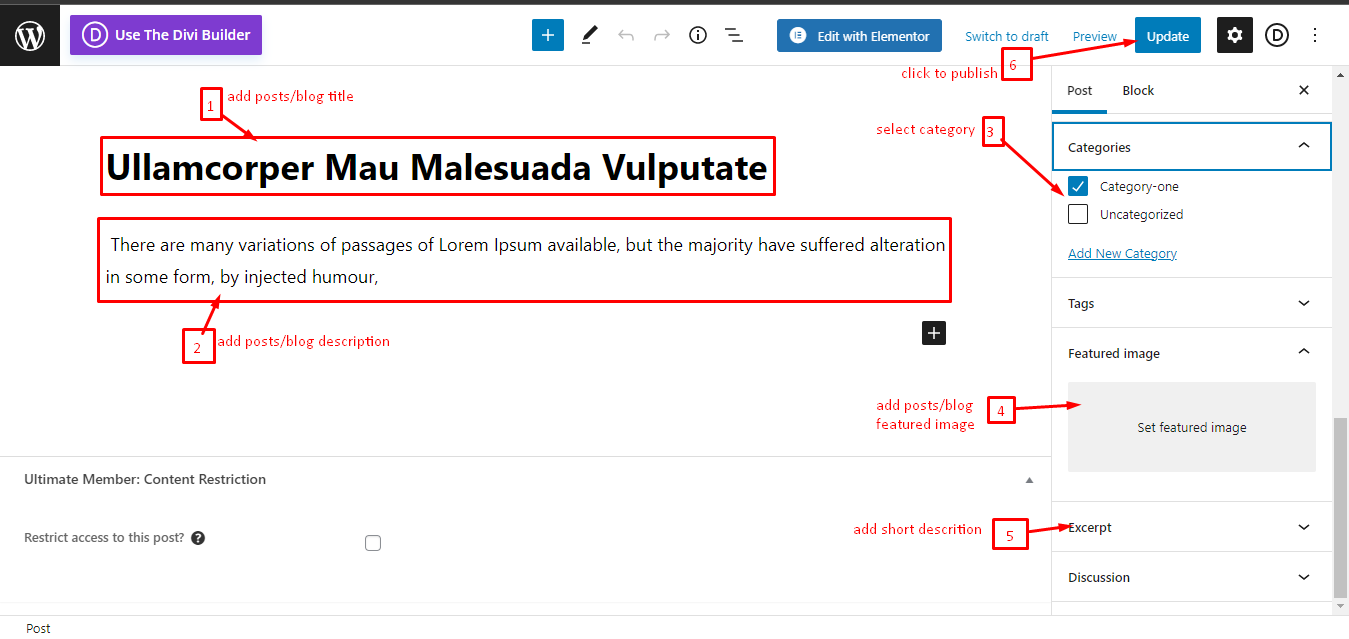 D Use The Divi Builder
Edit with Elementor
Switch to draft
Preview
Update
D
6
click to publish
1
add posts/blog title
Post
Block
select category
3
Categories
Ullamcorper Mau Malesuada Vulputate
Category-one
Uncategorized
There are many variations of passages of Lorem Ipsum available, but the majority have suffered alteration
in some form, by injected humour,
Add New Category
Tags
2
add posts/blog description
Featured image
add posts/blog
featured image
4
Set featured image
Ultimate Member: Content Restriction
add short descrition
5
Excerpt
Restrict access to this post? ?
Discussion
Post